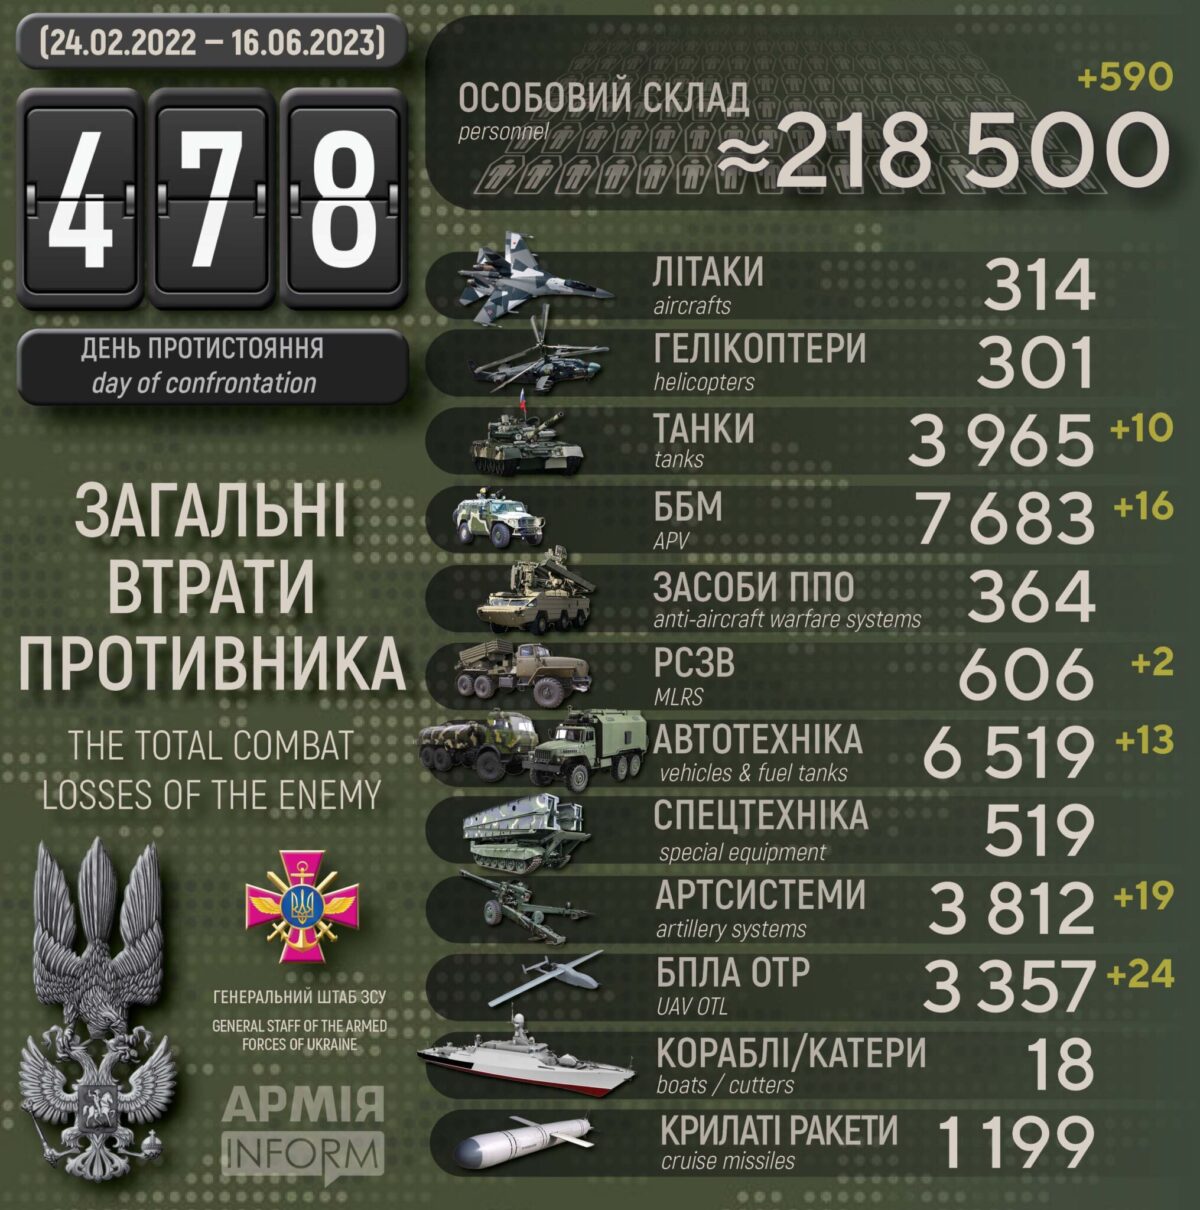 (24.02.2022 – 16.06.2023)
478
ДЕНЬ ПРОТИСТОЯННЯ
day of confrontation
ЗАГАЛЬНІ
ВТРАТИ
ПРОТИВНИКА
THE TOTAL COMBAT
LOSSES OF THE ENEMY
ГЕНЕРАЛЬНИЙ ШТАБ ЗСУ
GENERAL STAFF OF THE ARMED
FORCES OF UKRAINE
АРМІЯ
INFORM
+590
ОСОБОВИЙ СКЛАД
personnel
≈218 500
ЛІТАКИ
aircrafts
314
ГЕЛІКОПТЕРИ
helicopters
301
ТАНКИ
tanks
3 965 +10
ББМ
APV
7 683 +16
ЗАСОБИ ППО
anti-aircraft warfare systems
364
РСЗВ
MLRS
606 +2
АВТОТЕХНІКА
vehicles & fuel tanks
6 519 +13
СПЕЦТЕХНІКА
special equipment
519
АРТСИСТЕМИ
artillery systems
3 812 +19
БПЛА ОТР
UAV OTL
3 357 +24
КОРАБЛІ/КАТЕРИ
boats / cutters
18
КРИЛАТІ РАКЕТИ
cruise missiles
1 199